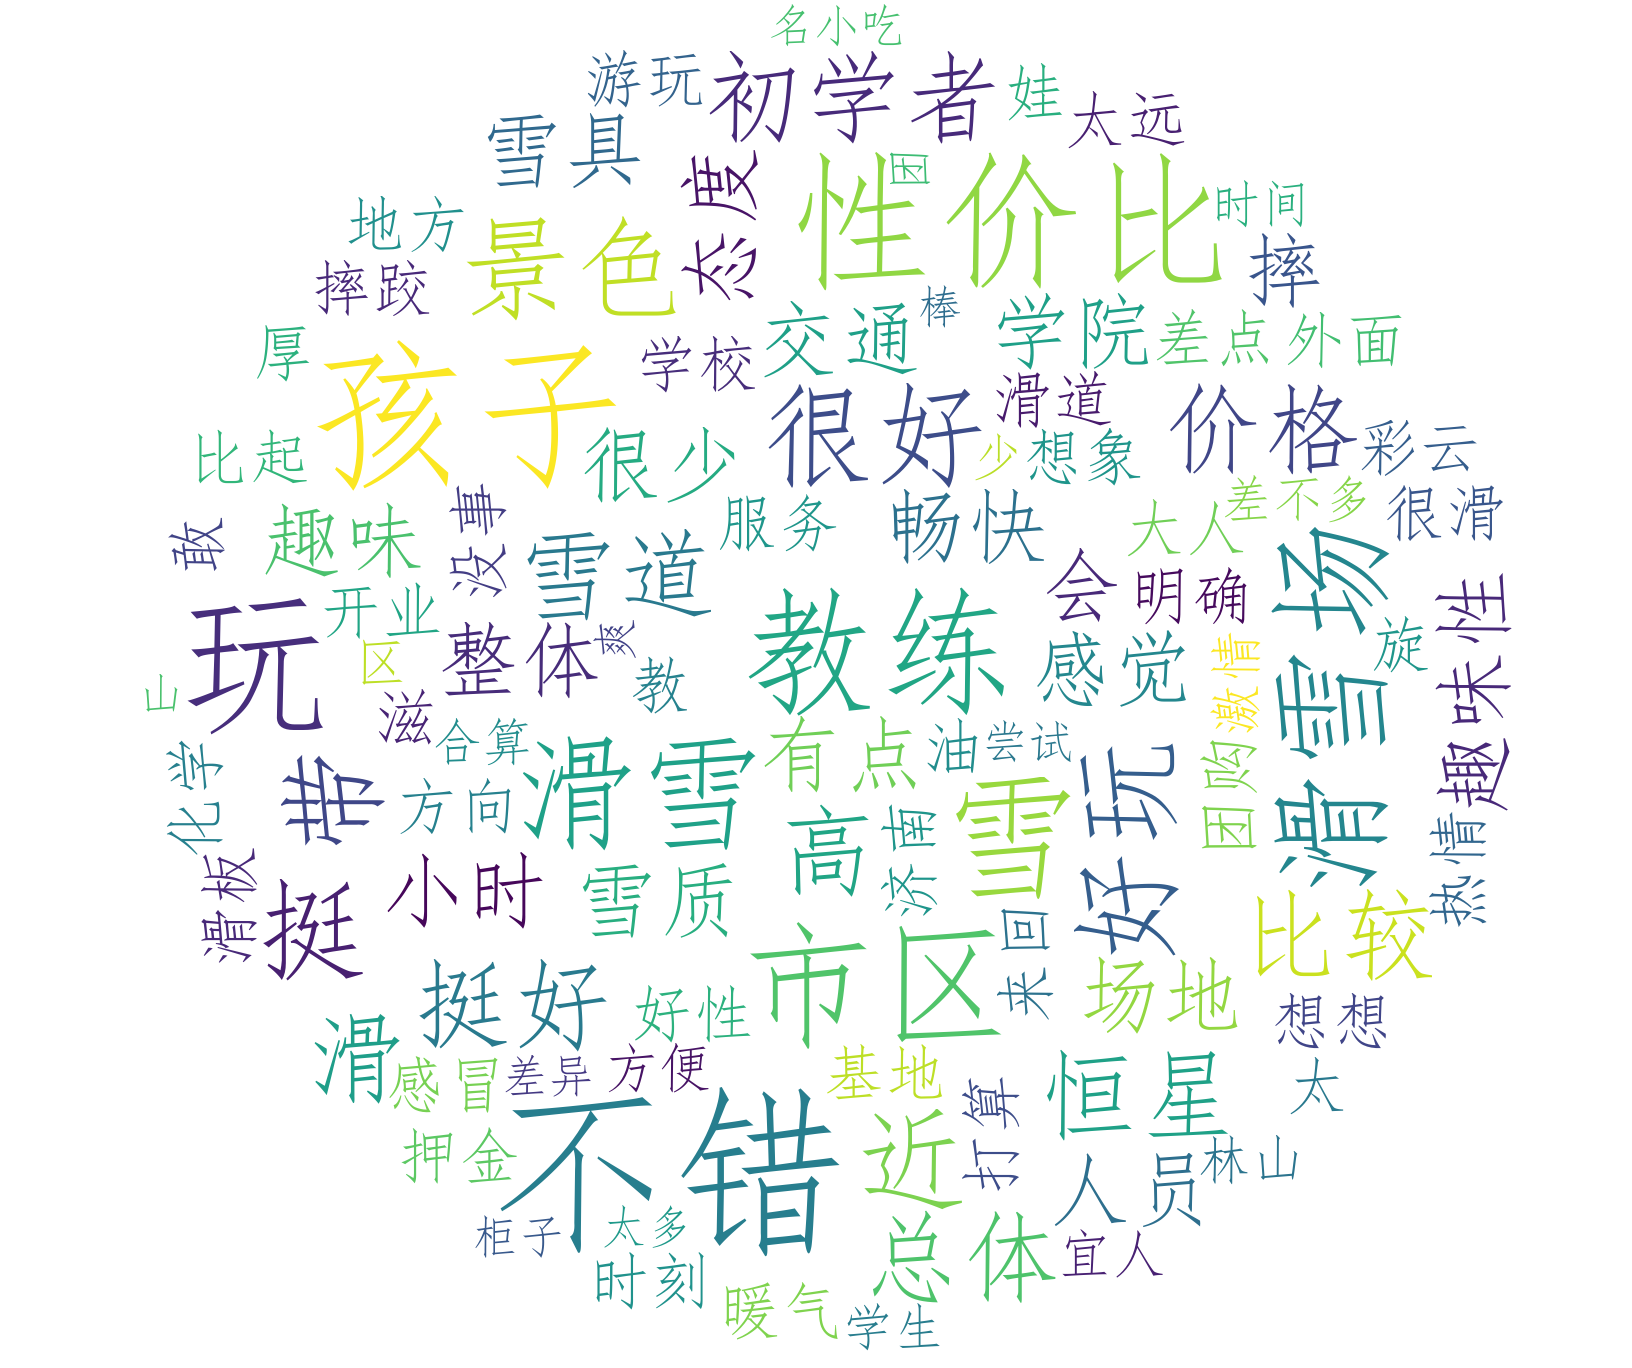 名小吃
游玩
初学者
娃
太远
雪具
态度
性价比
团
时间
地方
景色
摔
摔跤
棒
厚
孩子
学校
交通
学院
差点
外面
很好
滑道
价格
比起
很少
少
想象
彩云
敢
趣味
没事
雪道
服务
畅快
大人
差不多
很滑
滑雪场
玩
开业
区
整体
爽
教
教练
会
明确
感觉
激情
旋
趣味性
山
滋
合算
化学
带
方向
滑雪
有点
油
尝试
好玩
团购
滑板
挺
小时
雪质
高
济南
雪
热情
比较
挺好
好性
市区
来回
场地
想想
滑
感冒
差异
方便
基地
恒星
太
押金
不错
近
打算
人员
林山
柜子
太多
时刻
总体
宜人
暖气
学生